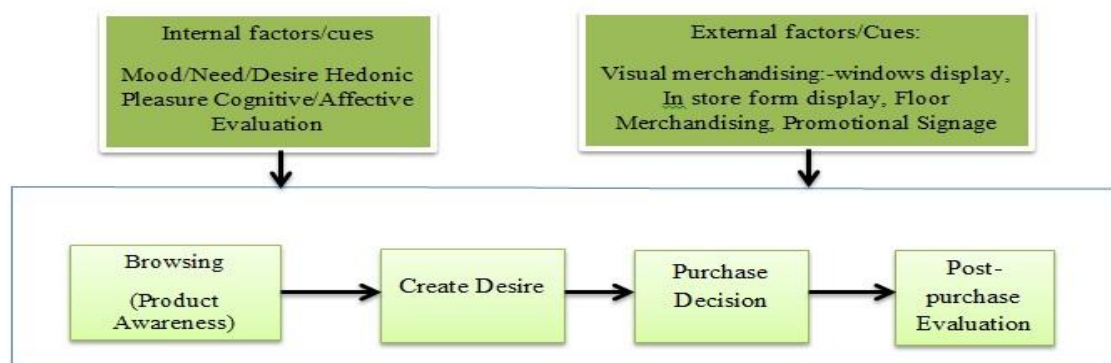 Internal factors/cues
Mood/Need/Desire Hedonic
Pleasure Cognitive/Affective
Evaluation
External factors/Cues:
Visual merchandising:-windows display,
In store form display, Floor
Merchandising, Promotional Signage
Browsing
(Product
Awareness)
Create Desire
Purchase
Decision
Post-
purchase
Evaluation